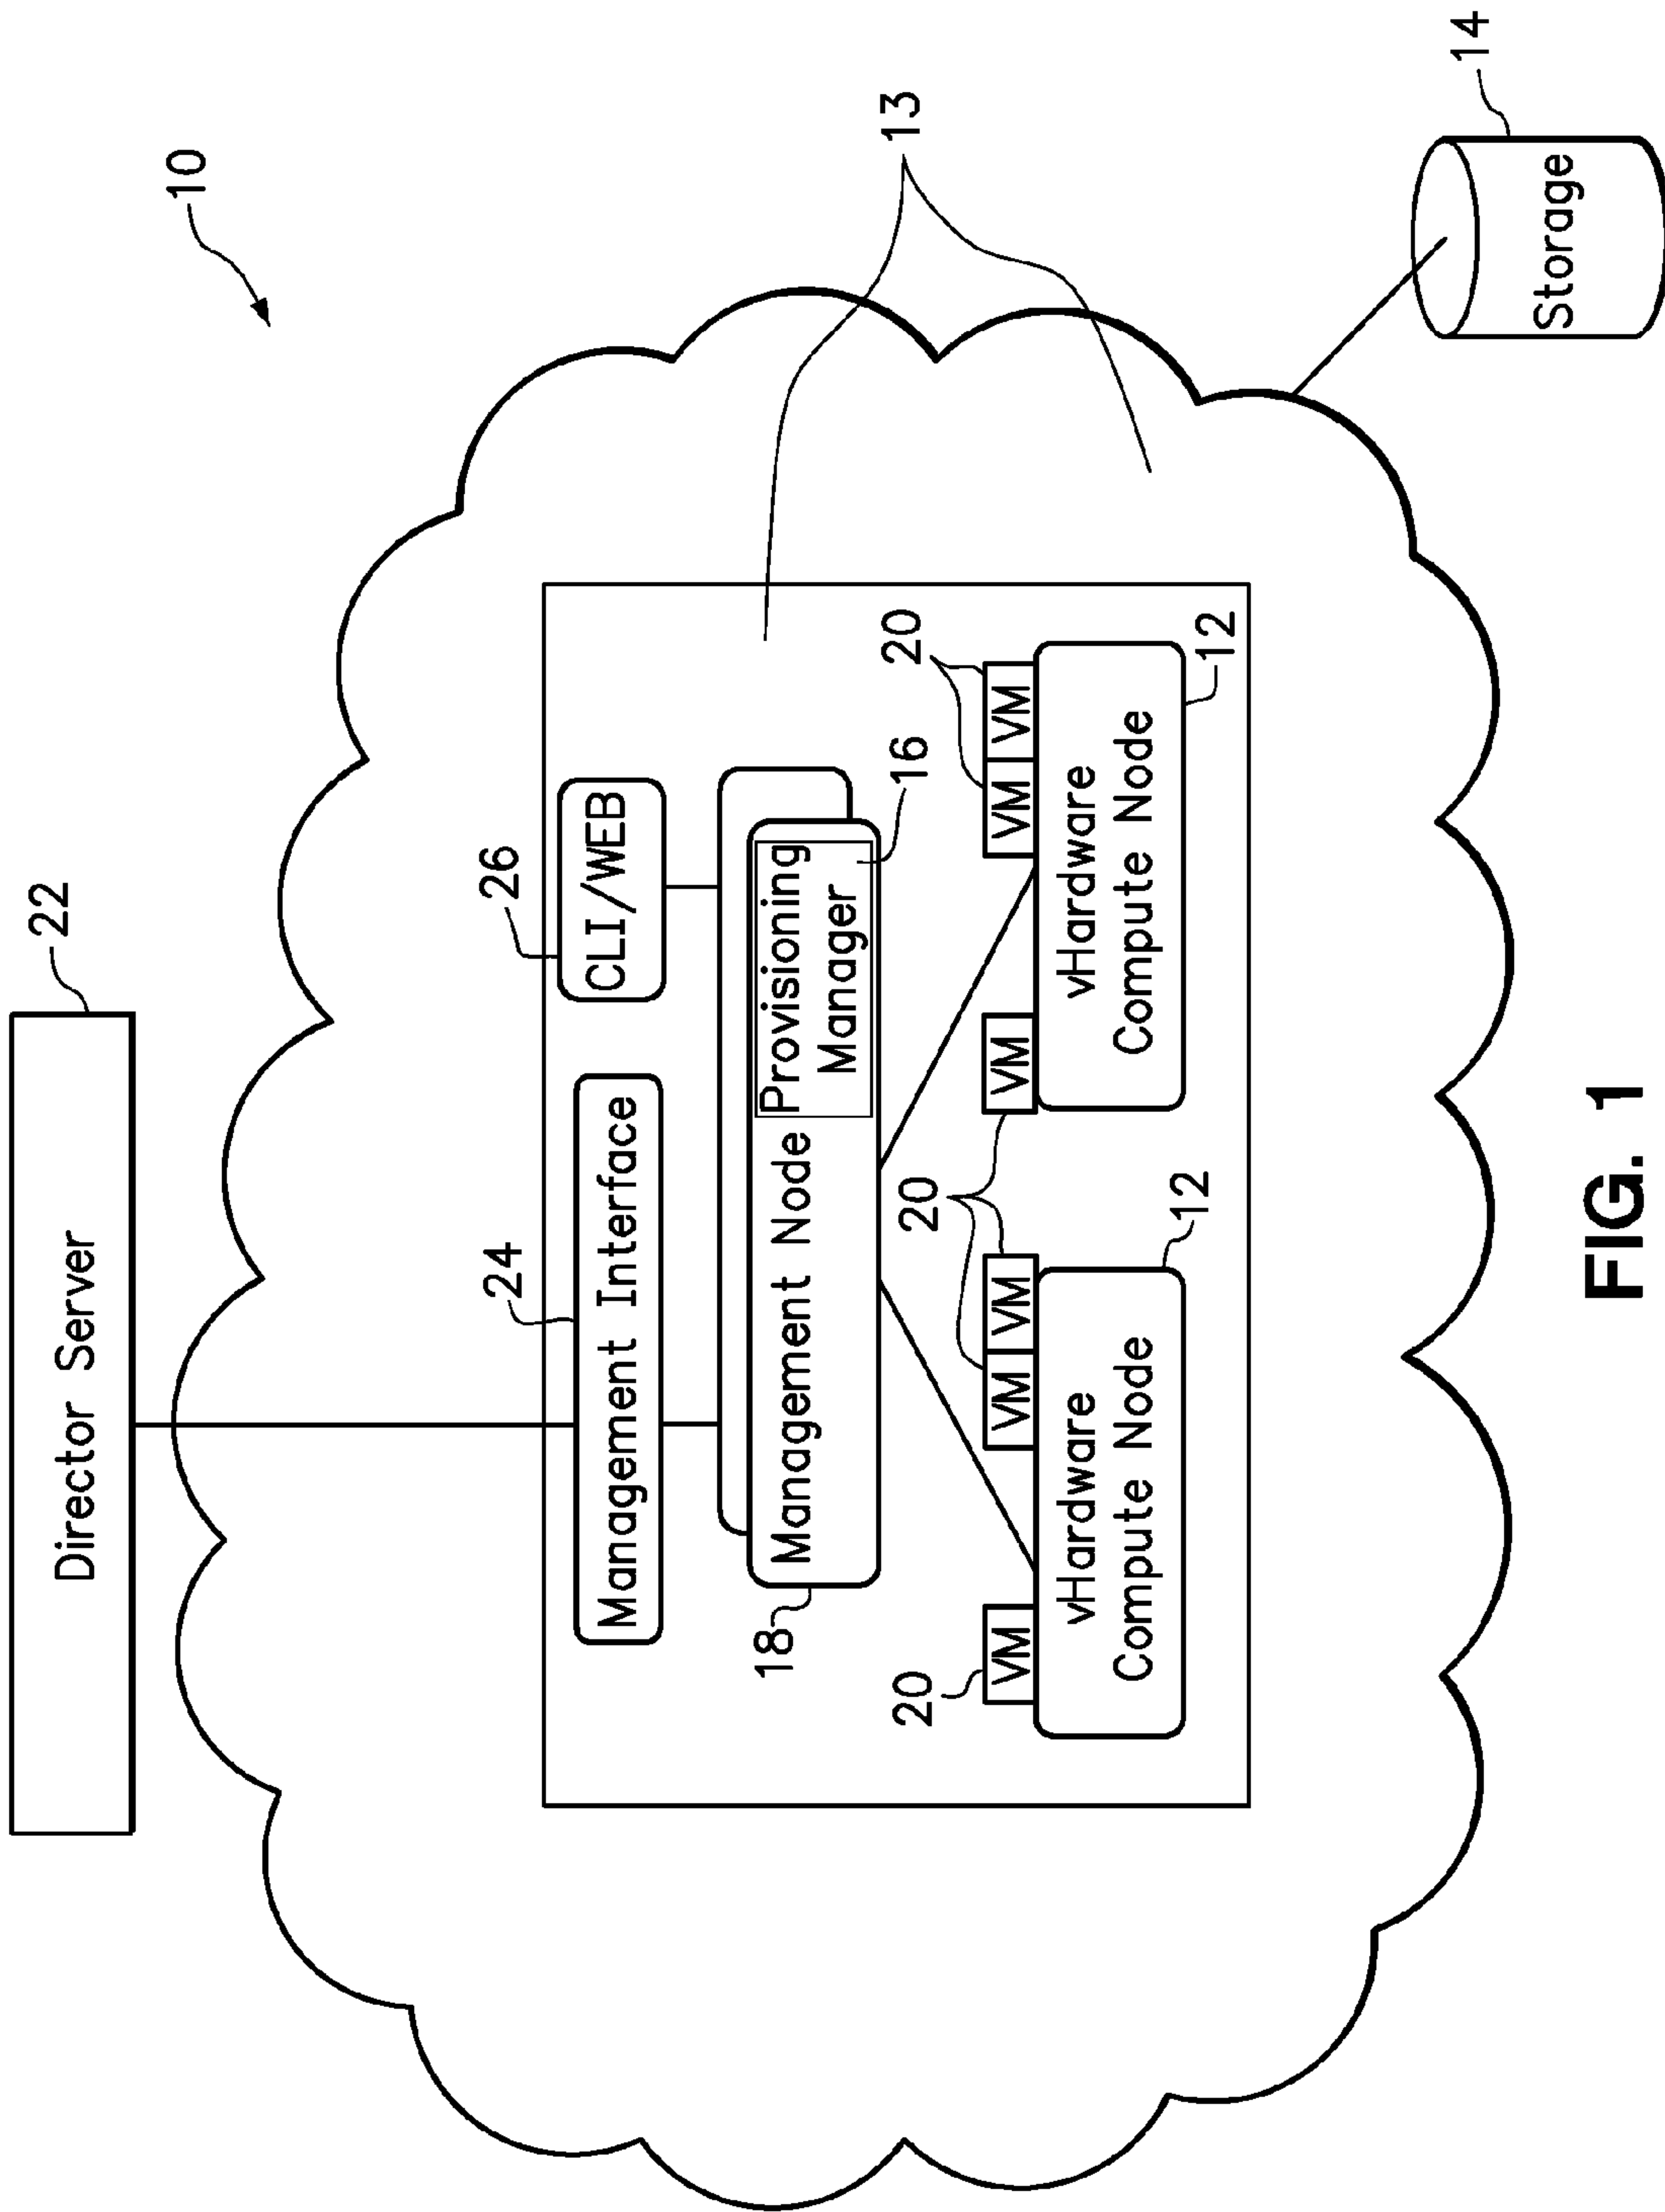 Director Server
22
10
24
Management Interface
26
CLI/WEB
13
18
Management Node
Provisioning
Manager
16
20
VM
20
VM
VM
VM
20
VM
VM
vHardware
Compute Node
12
vHardware
Compute Node
12
14
Storage
FIG. 1